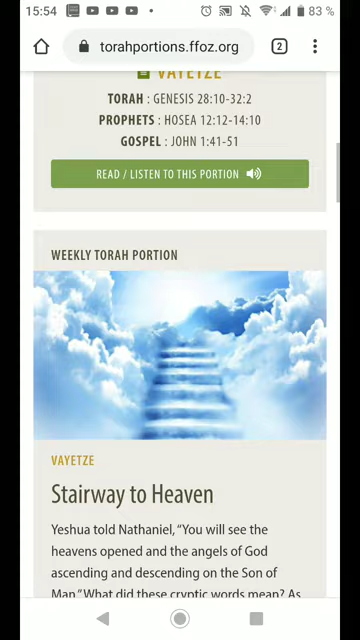 15:54
83 %
torahportions.ffoz.org
2
VAYETZE
TORAH : GENESIS 28:10-32:2
PROPHETS : HOSEA 12:12-14:10
GOSPEL : JOHN 1:41-51
READ / LISTEN TO THIS PORTION
WEEKLY TORAH PORTION
VAYETZE
Stairway to Heaven
Yeshua told Nathaniel, “You will see the
heavens opened and the angels of God
ascending and descending on the Son of
Man.” What did these cryptic words mean? As